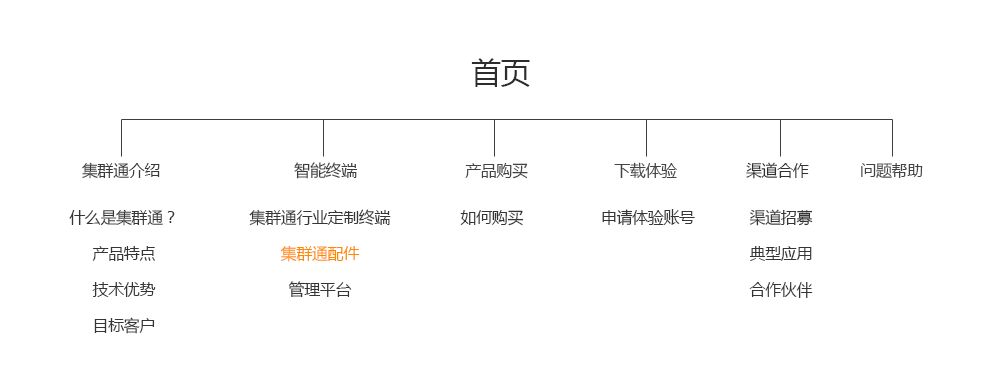 首页
集群通介绍
智能终端
产品购买
下载体验
渠道合作
问题帮助
什么是集群通？
集群通行业定制终端
如何购买
申请体验账号
渠道招募
产品特点
集群通配件
典型应用
技术优势
管理平台
合作伙伴
目标客户